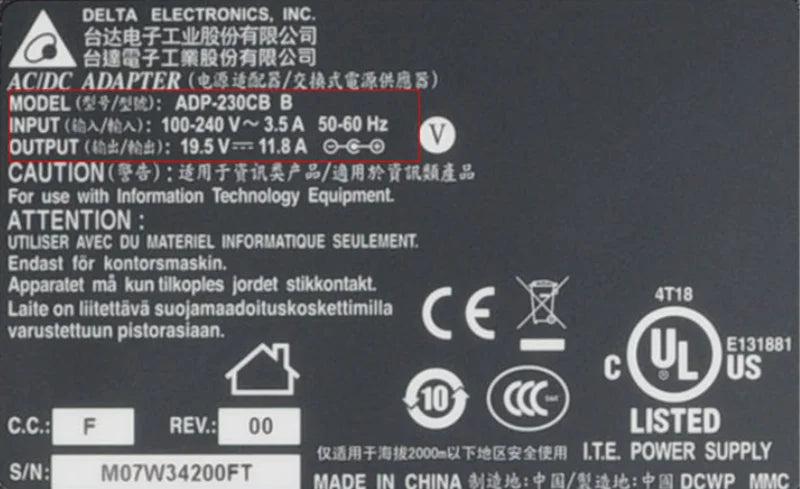 DELTA ELECTRONICS, INC.
台达电子工业股份有限公司
台達電子工業股份有限公司
AC/DC ADAPTER (电源适配器/交換式電源供應器)
MODEL (型号/型號): ADP-230CB B
INPUT (输入/輸入): 100-240 V~ 3.5 A 50-60 Hz
OUTPUT (输出/輸出): 19.5 V⎓ 11.8 A
V
CAUTION (警告): 适用于资讯类产品/適用於資訊類產品
For use with Information Technology Equipment.
ATTENTION :
UTILISER AVEC DU MATERIEL INFORMATIQUE SEULEMENT.
Endast för kontorsmaskin.
Apparatet må kun tilkoples jordet stikkontakt.
Laite on liitettävä suojamaadoituskoskettimilla
varustettuun pistorasiaan.
CE
4T18
E131881
C UL US
LISTED
I.T.E. POWER SUPPLY
10
CCC
C.C.: F REV.: 00
仅适用于海拔2000m以下地区安全使用
S/N: M07W34200FT
MADE IN CHINA 制造地:中国/製造地:中國 DCWP MMC